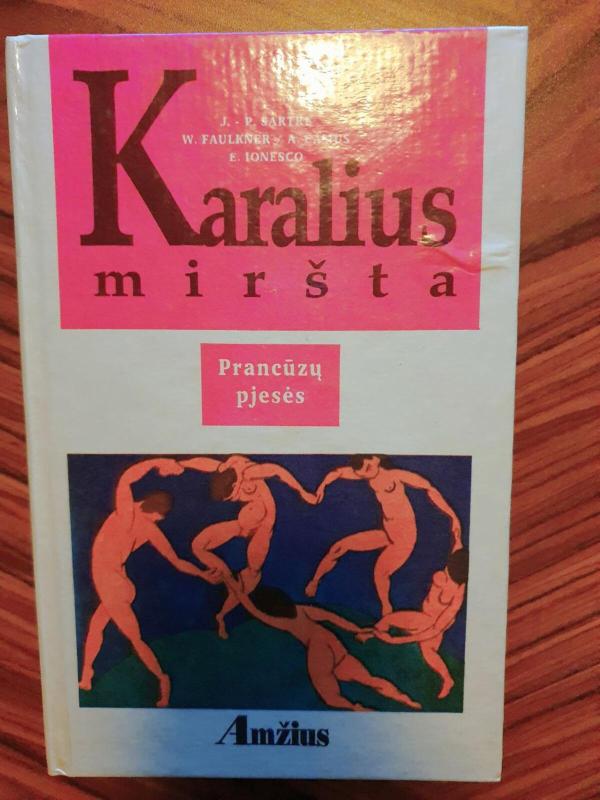 J. - P. SARTRE
W. FAULKNER - A. CAMUS
E. IONESCO
Karalius
miršta
Prancūzų
pjesės
Amžius